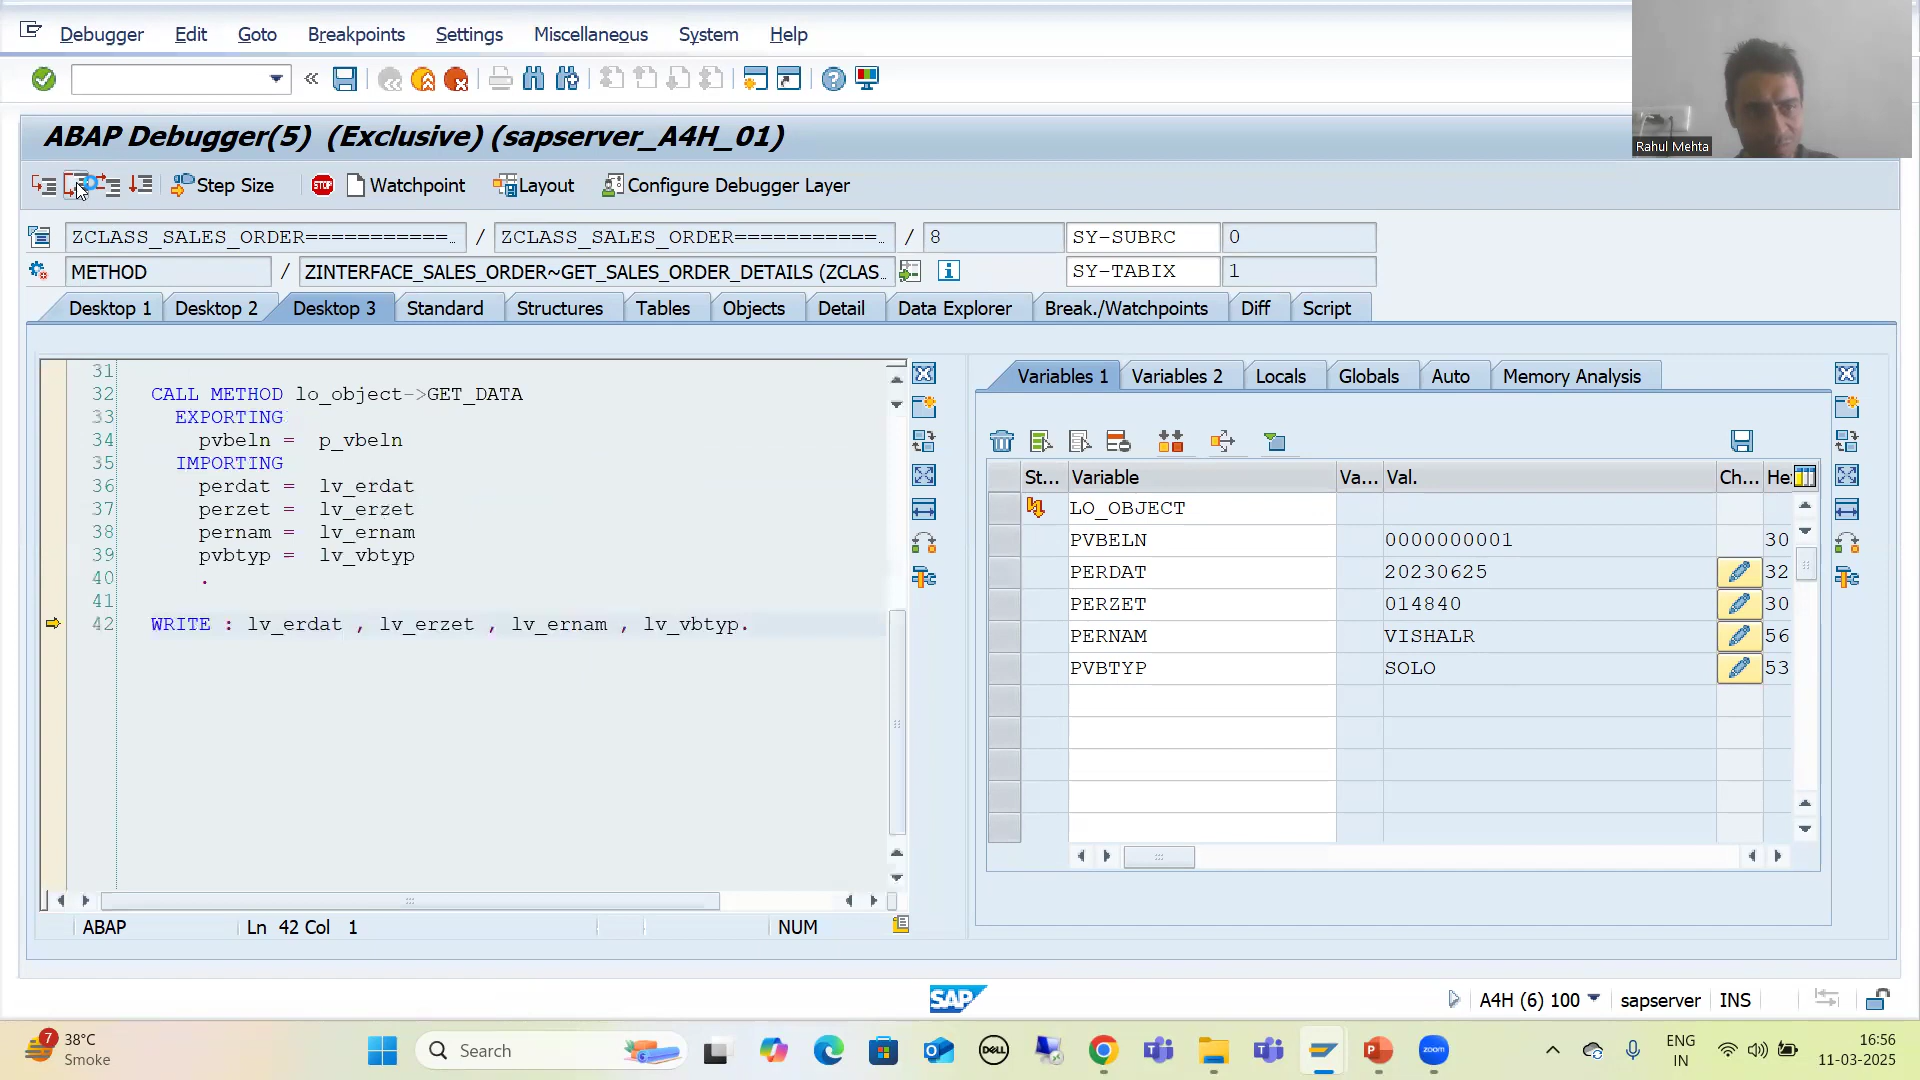 Debugger Edit Goto Breakpoints Settings Miscellaneous System Help
Rahul Mehta
ABAP Debugger(5) (Exclusive) (sapserver_A4H_01)
Step Size STOP Watchpoint Layout Configure Debugger Layer
ZCLASS_SALES_ORDER===========… / ZCLASS_SALES_ORDER===========… / 8 SY-SUBRC 0
METHOD / ZINTERFACE_SALES_ORDER~GET_SALES_ORDER_DETAILS (ZCLAS… SY-TABIX 1
Desktop 1 Desktop 2 Desktop 3 Standard Structures Tables Objects Detail Data Explorer Break./Watchpoints Diff Script
31
32 CALL METHOD lo_object->GET_DATA
33 EXPORTING
34 pvbeln = p_vbeln
35 IMPORTING
36 perdat = lv_erdat
37 perzet = lv_erzet
38 pernam = lv_ernam
39 pvbtyp = lv_vbtyp
40 .
41
42 WRITE : lv_erdat , lv_erzet , lv_ernam , lv_vbtyp.
ABAP Ln 42 Col 1 NUM
Variables 1 Variables 2 Locals Globals Auto Memory Analysis
St... Variable Va... Val. Ch... He
LO_OBJECT
PVBELN 0000000001 30
PERDAT 20230625 32
PERZET 014840 30
PERNAM VISHALR 56
PVBTYP SOLO 53
SAP
A4H (6) 100 sapserver INS
7 38°C
Smoke
Search
DELL
zoom
ENG
IN
16:56
11-03-2025